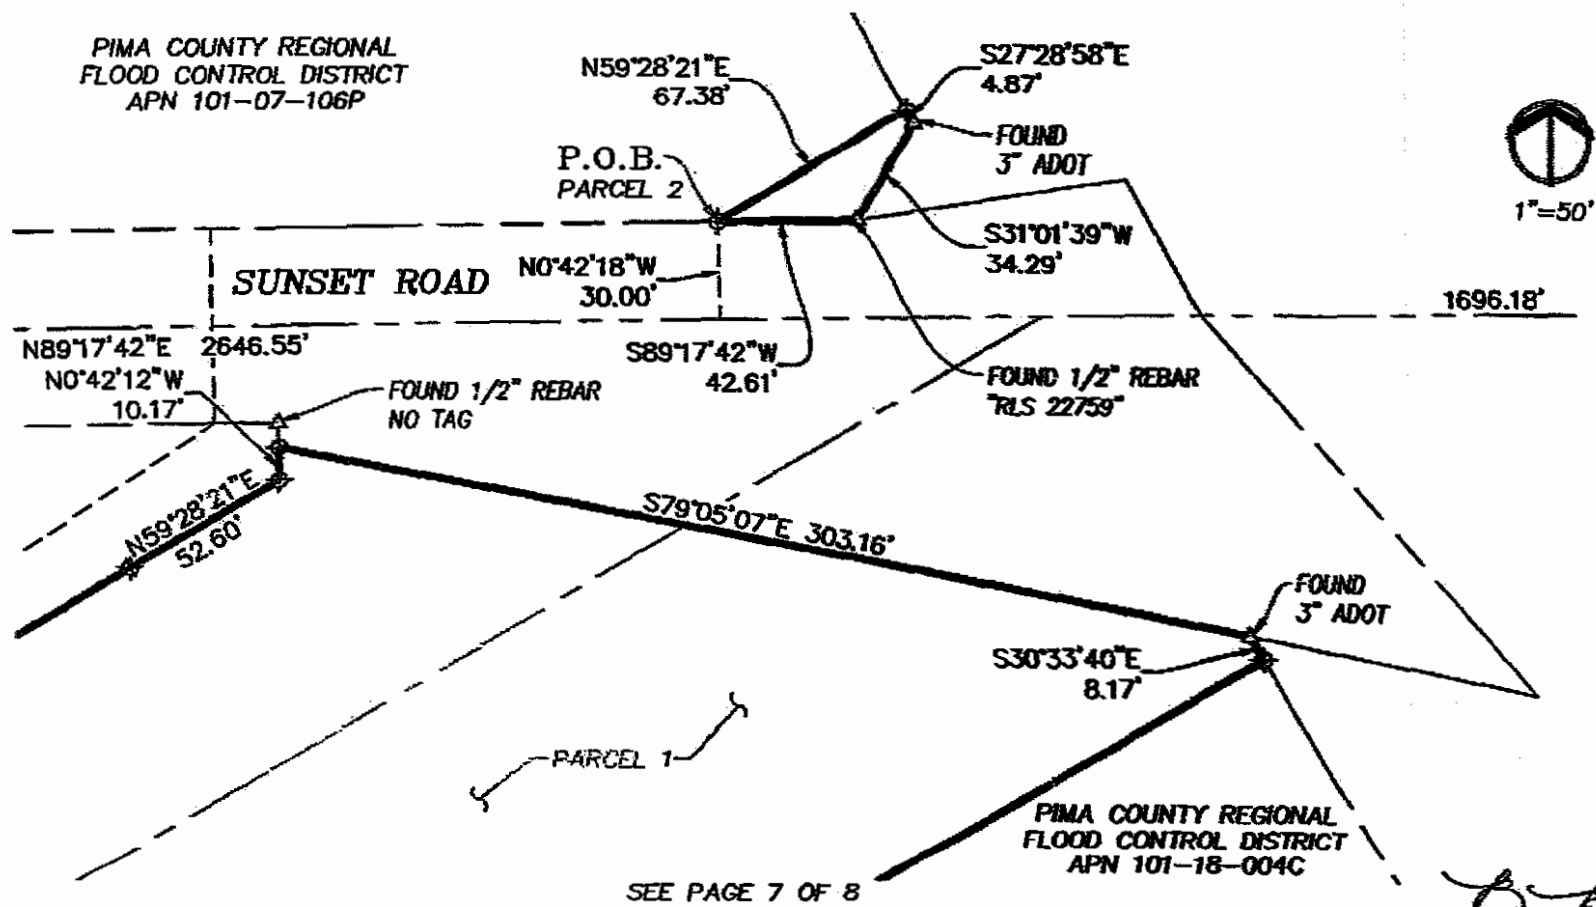 PIMA COUNTY REGIONAL
FLOOD CONTROL DISTRICT
APN 101-07-106P
N59°28'21"E
67.38'
S27°28'58"E
4.87'
FOUND
3" ADOT
P.O.B.
PARCEL 2
1"=50'
S31°01'39"W
34.29'
SUNSET ROAD
N0°42'18"W
30.00'
1696.18'
N89°17'42"E 2646.55'
S89°17'42"W
42.61'
N0°42'12"W
10.17'
FOUND 1/2" REBAR
NO TAG
FOUND 1/2" REBAR
"RLS 22759"
N59°28'21"E
52.60'
S79°05'07"E 303.16'
FOUND
3" ADOT
S30°33'40"E
8.17'
PARCEL 1
PIMA COUNTY REGIONAL
FLOOD CONTROL DISTRICT
APN 101-18-004C
SEE PAGE 7 OF 8